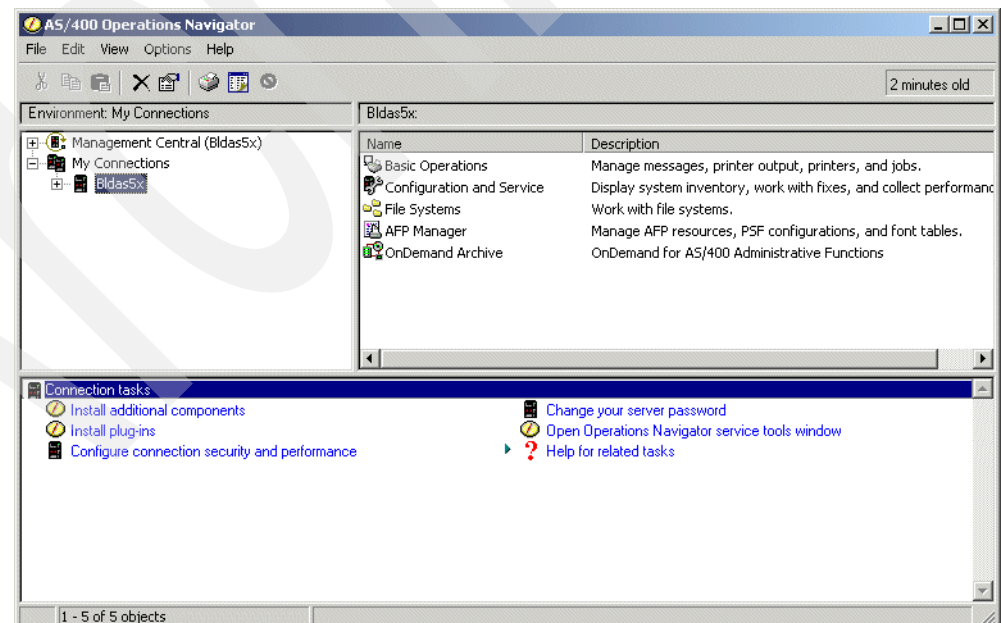 AS/400 Operations Navigator
File Edit View Options Help
2 minutes old
Environment: My Connections
Bldas5x:
Management Central (Bldas5x)
My Connections
Bldas5x
Name Description
Basic Operations Manage messages, printer output, printers, and jobs.
Configuration and Service Display system inventory, work with fixes, and collect performanc
File Systems Work with file systems.
AFP Manager Manage AFP resources, PSF configurations, and font tables.
OnDemand Archive OnDemand for AS/400 Administrative Functions
Connection tasks
Install additional components Change your server password
Install plug-ins Open Operations Navigator service tools window
Configure connection security and performance Help for related tasks
1 - 5 of 5 objects